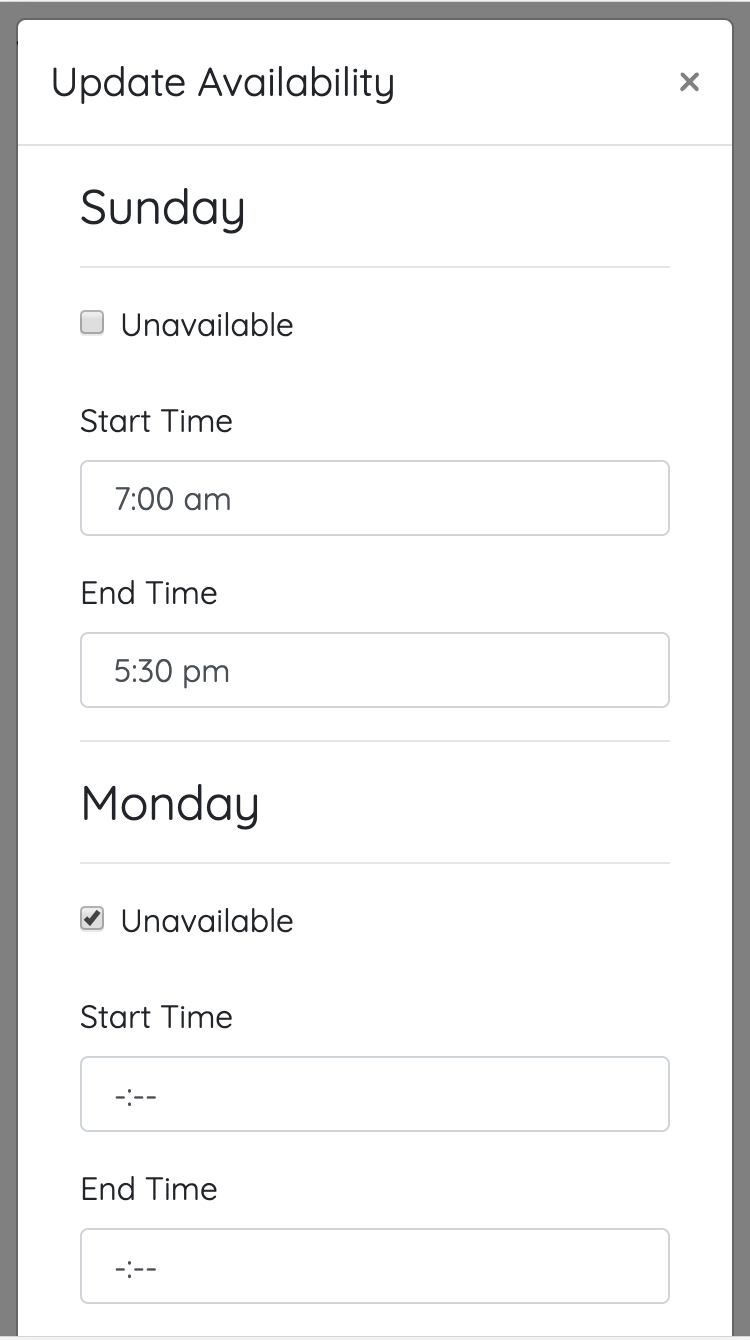 Update Availability ×
Sunday
Unavailable
Start Time
7:00 am
End Time
5:30 pm
Monday
Unavailable
Start Time
-:--
End Time
-:--